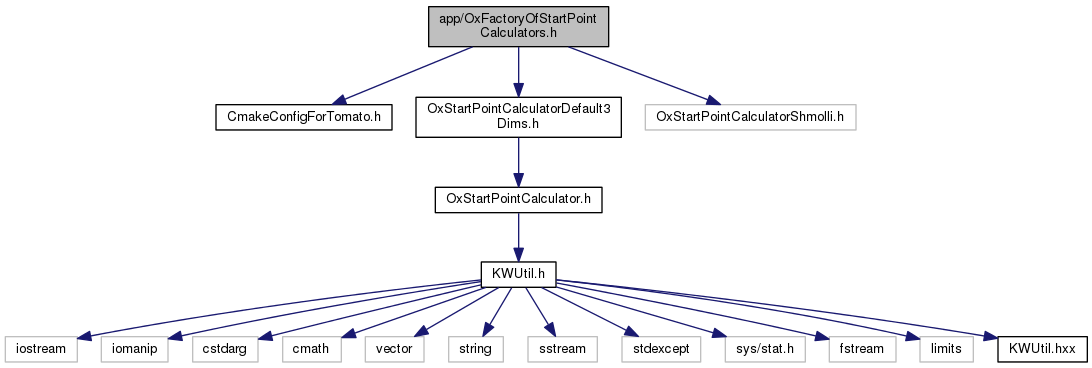 app/OxFactoryOfStartPoint
Calculators.h
CmakeConfigForTomato.h
OxStartPointCalculatorDefault3
Dims.h
OxStartPointCalculatorShmolli.h
OxStartPointCalculator.h
KWUtil.h
iostream
iomanip
cstdarg
cmath
vector
string
sstream
stdexcept
sys/stat.h
fstream
limits
KWUtil.hxx